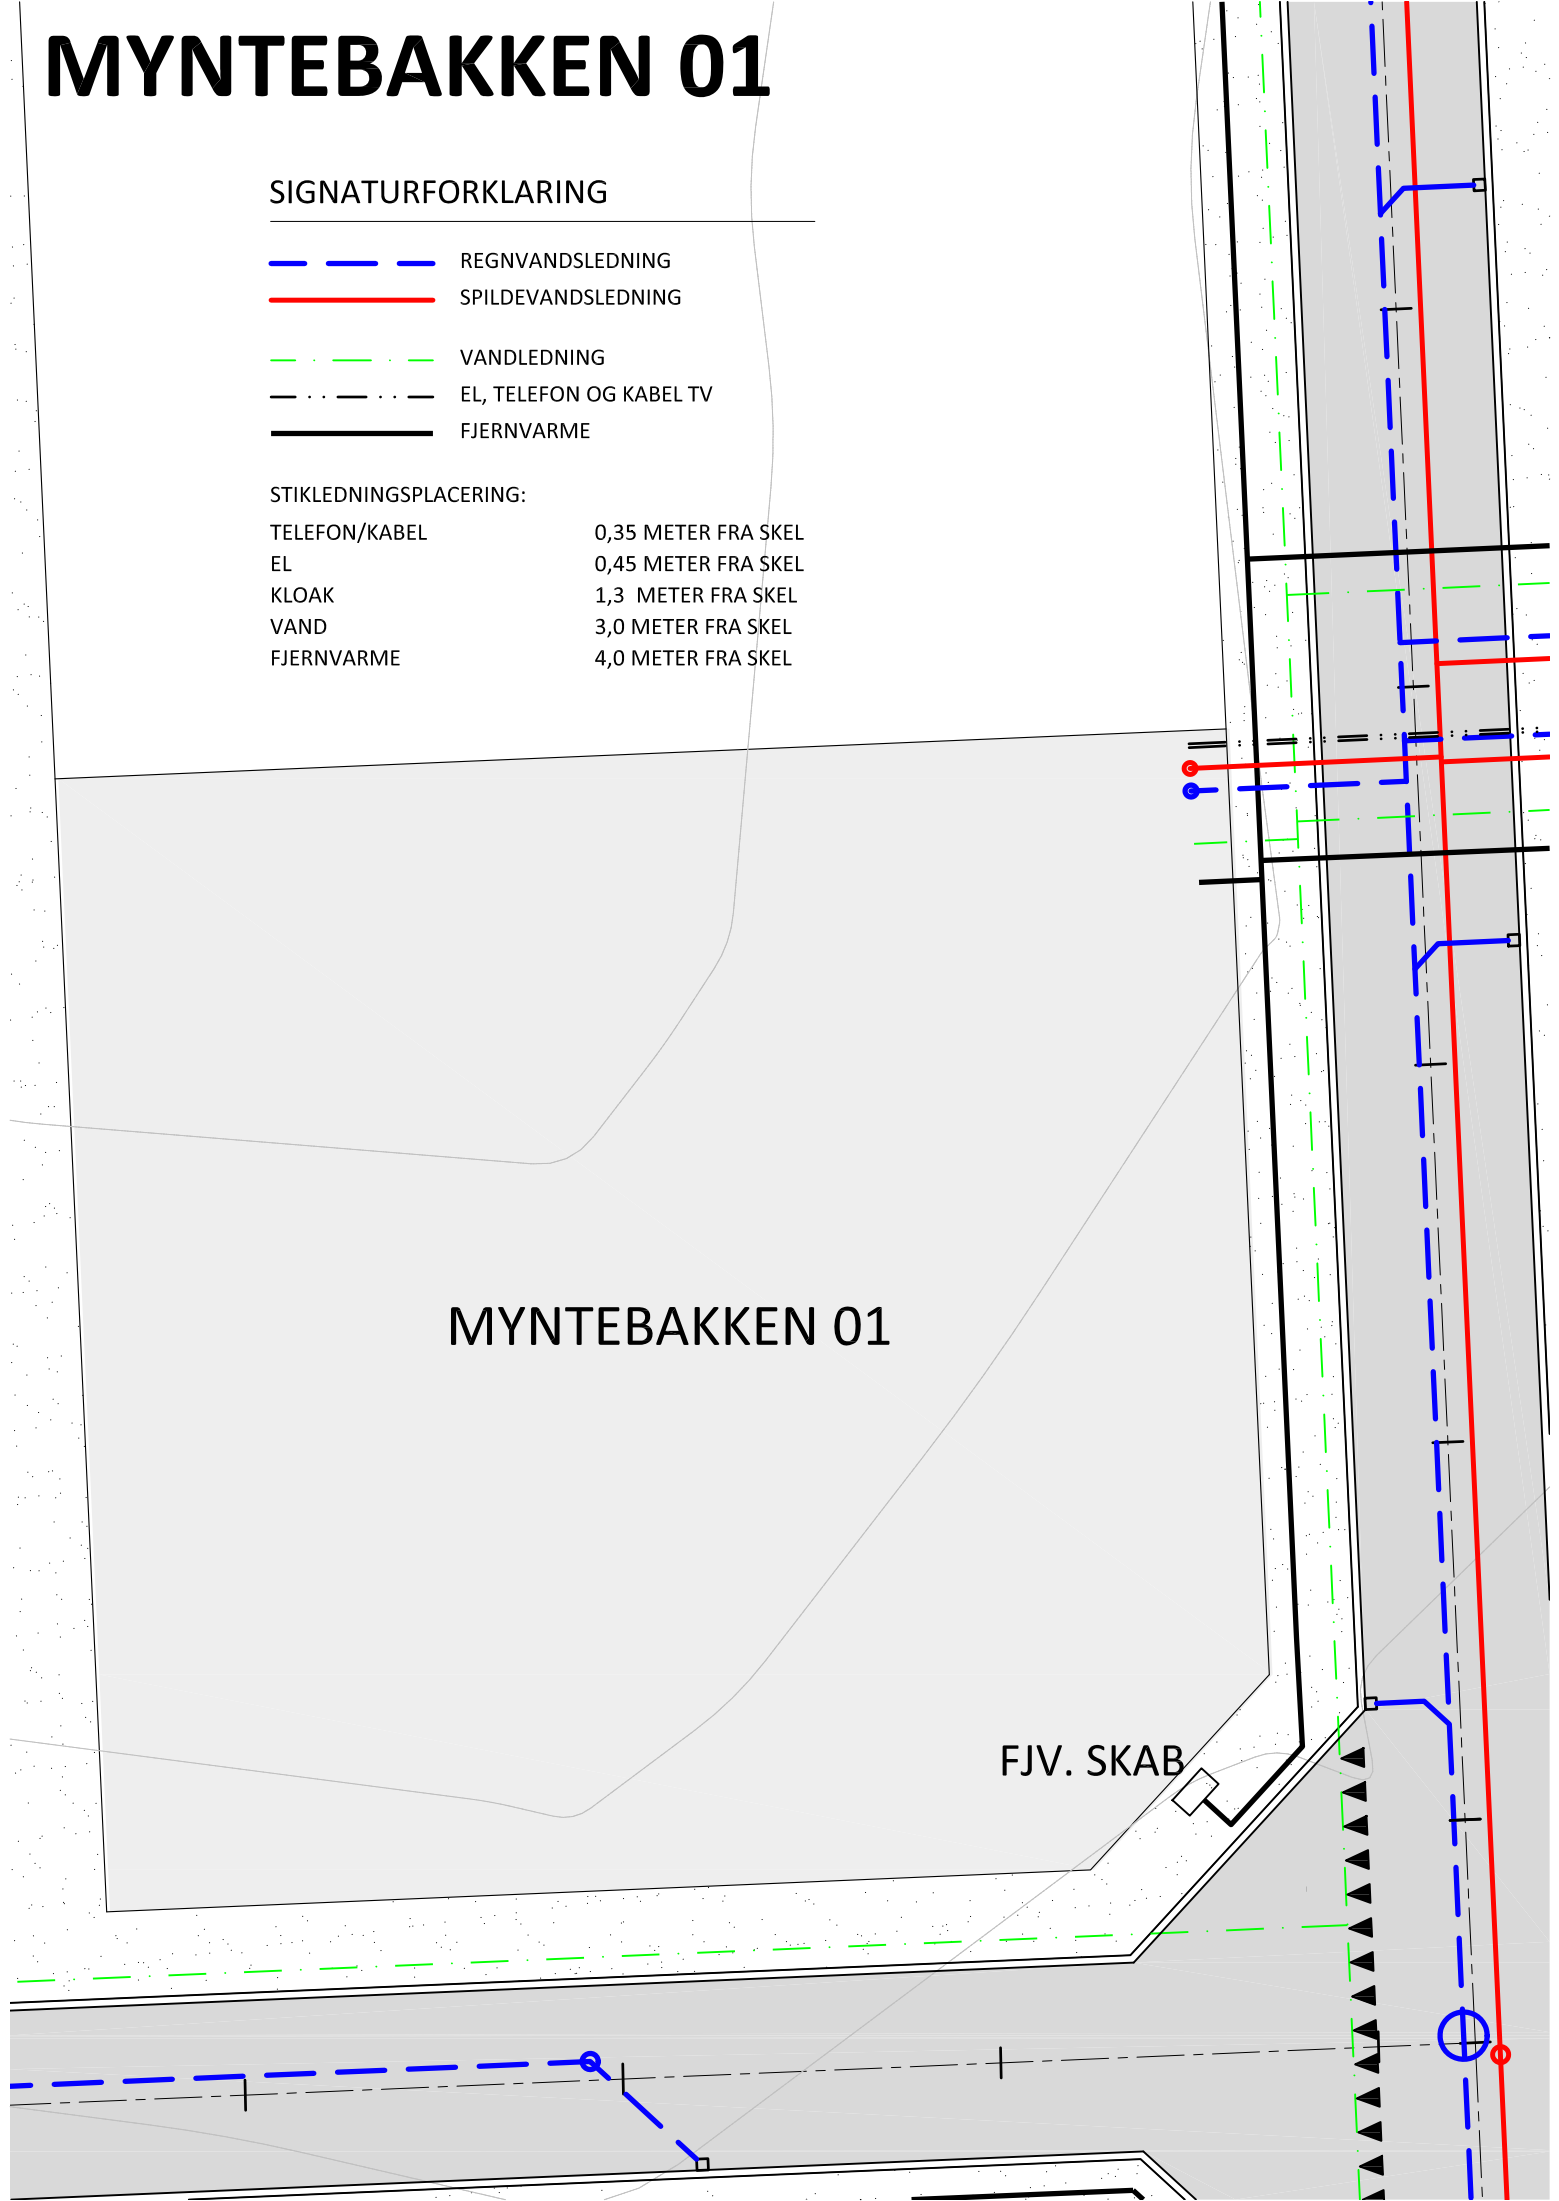 MYNTEBAKKEN 01
SIGNATURFORKLARING
REGNVANDSLEDNING
SPILDEVANDSLEDNING
VANDLEDNING
EL, TELEFON OG KABEL TV
FJERNVARME
STIKLEDNINGSPLACERING:
TELEFON/KABEL 0,35 METER FRA SKEL
EL 0,45 METER FRA SKEL
KLOAK 1,3 METER FRA SKEL
VAND 3,0 METER FRA SKEL
FJERNVARME 4,0 METER FRA SKEL
MYNTEBAKKEN 01
FJV. SKAB